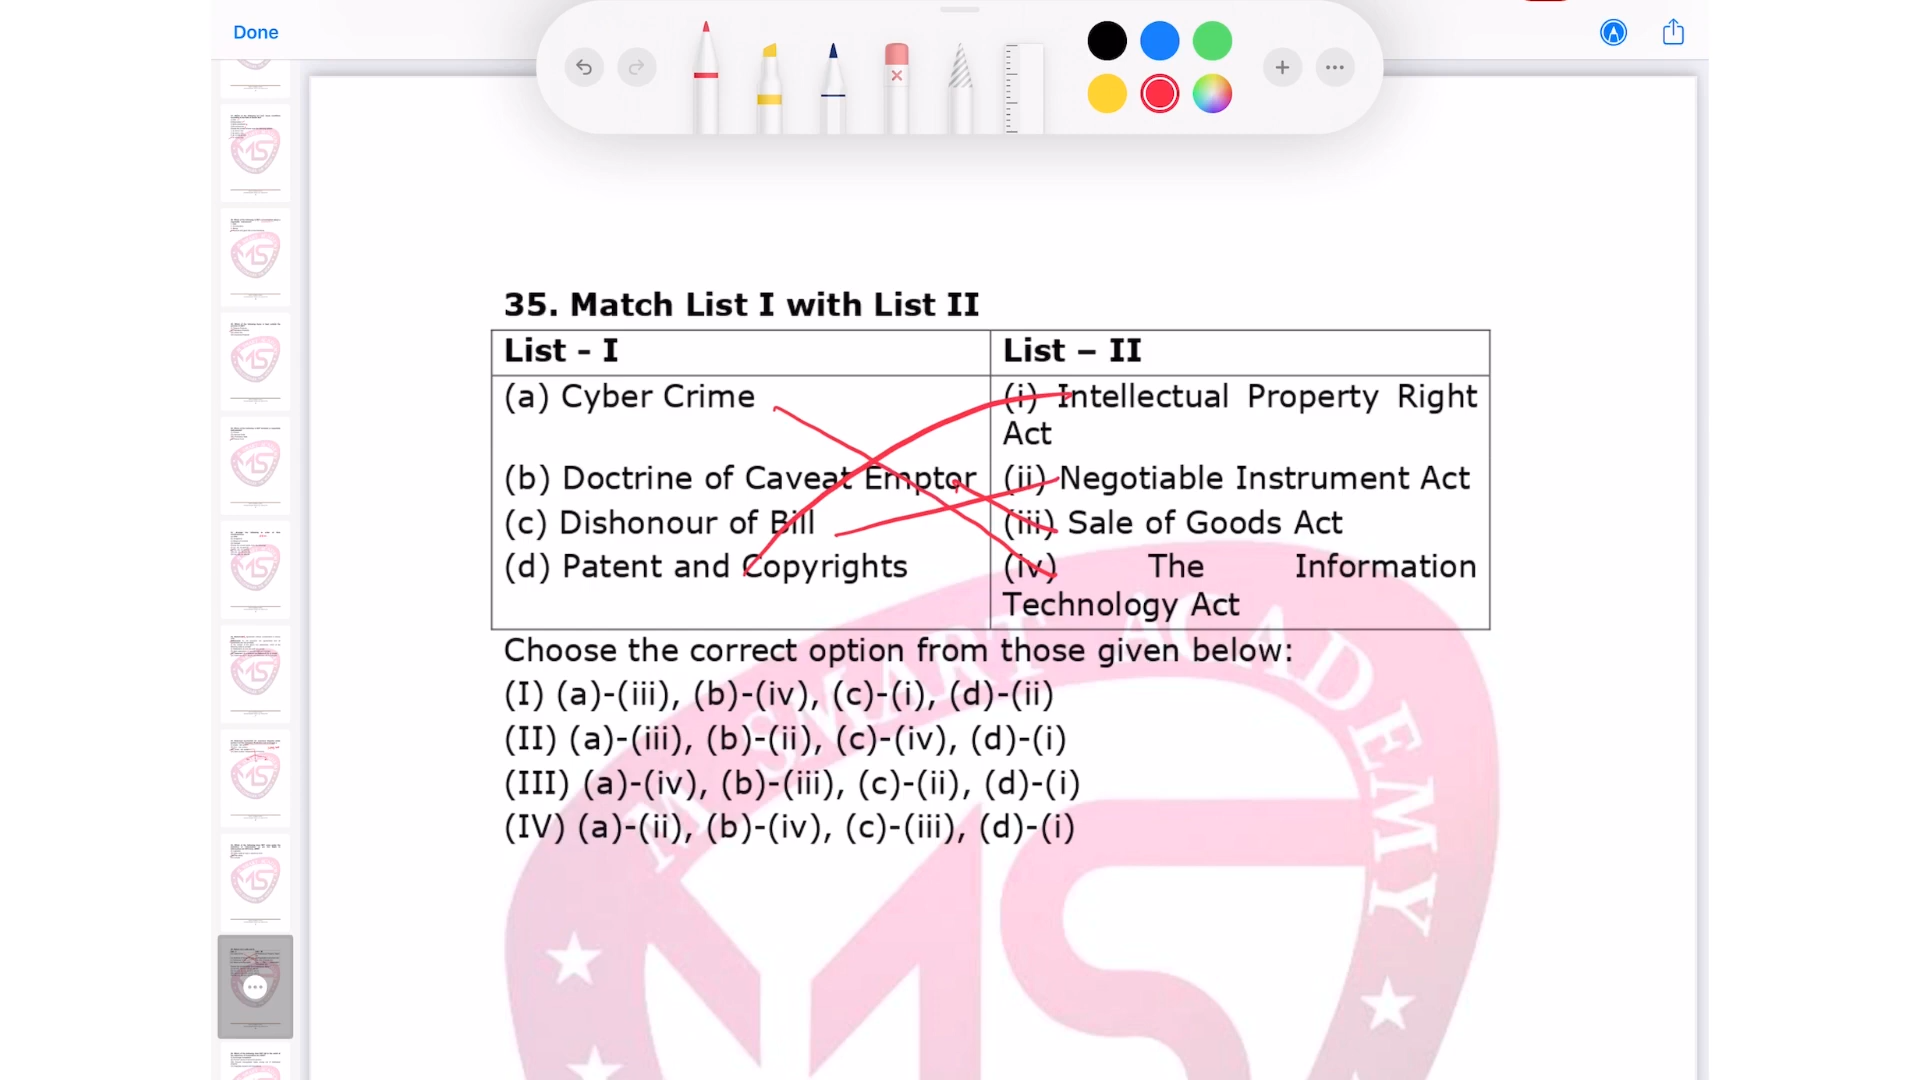 Done
35. Match List I with List II
List - I
List – II
(a) Cyber Crime
(i) Intellectual Property Right
Act
(b) Doctrine of Caveat Emptor
(ii) Negotiable Instrument Act
(c) Dishonour of Bill
(iii) Sale of Goods Act
(d) Patent and Copyrights
(iv) The Information
Technology Act
Choose the correct option from those given below:
(I) (a)-(iii), (b)-(iv), (c)-(i), (d)-(ii)
(II) (a)-(iii), (b)-(ii), (c)-(iv), (d)-(i)
(III) (a)-(iv), (b)-(iii), (c)-(ii), (d)-(i)
(IV) (a)-(ii), (b)-(iv), (c)-(iii), (d)-(i)
M SMART ACADEMY
MS